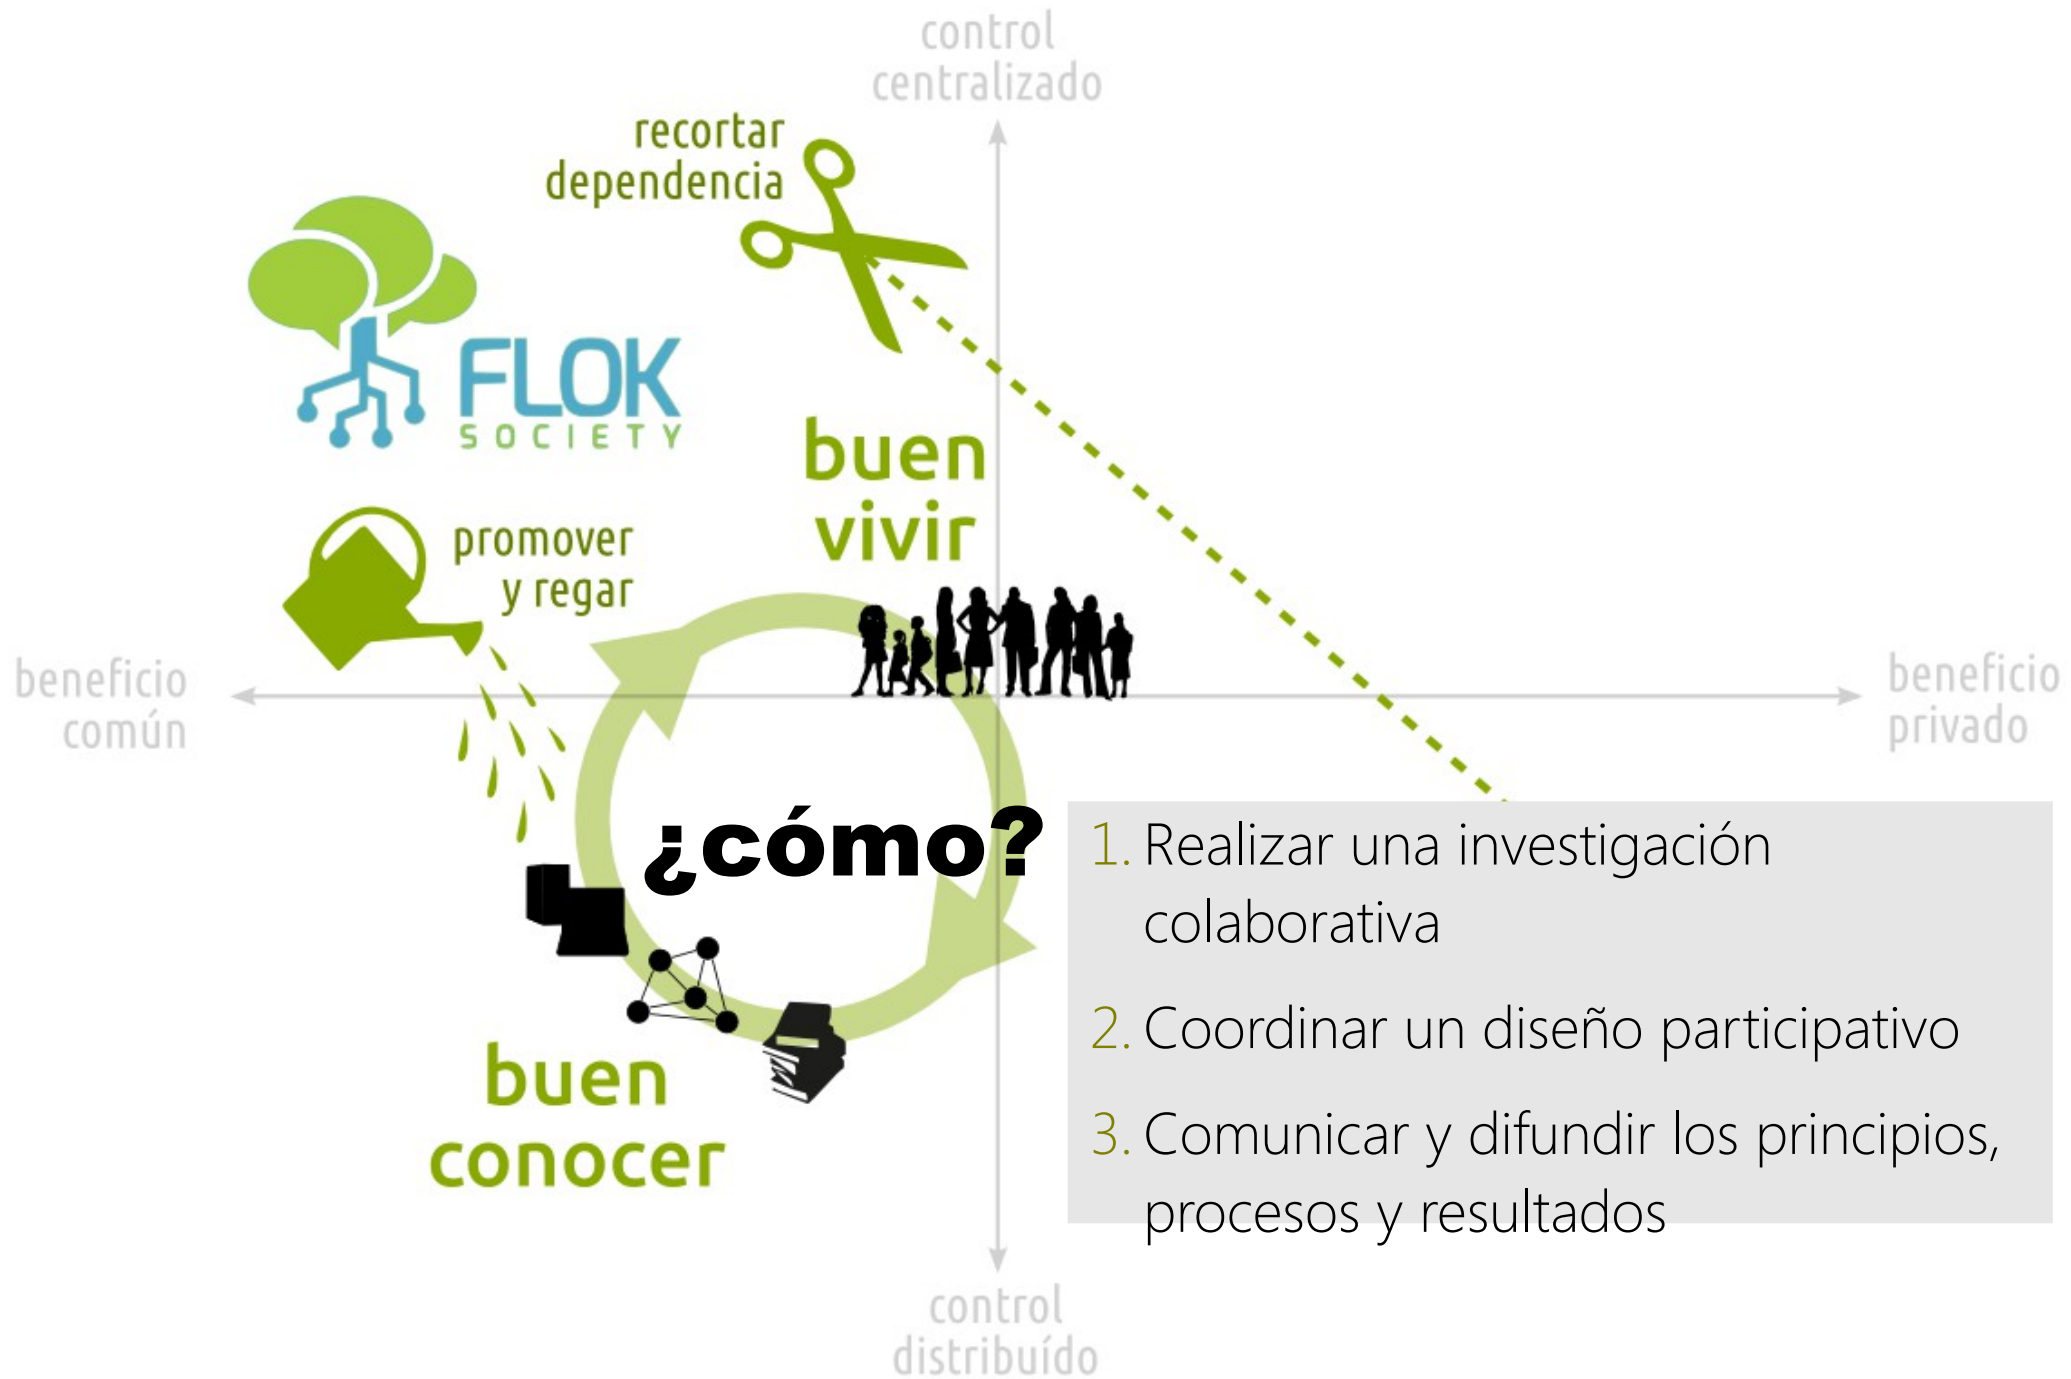 control
centralizado
recortar
dependencia
FLOK
SOCIETY
buen
vivir
promover
y regar
beneficio
común
beneficio
privado
¿cómo?
1. Realizar una investigación
colaborativa
2. Coordinar un diseño participativo
3. Comunicar y difundir los principios,
procesos y resultados
buen
conocer
control
distribuído